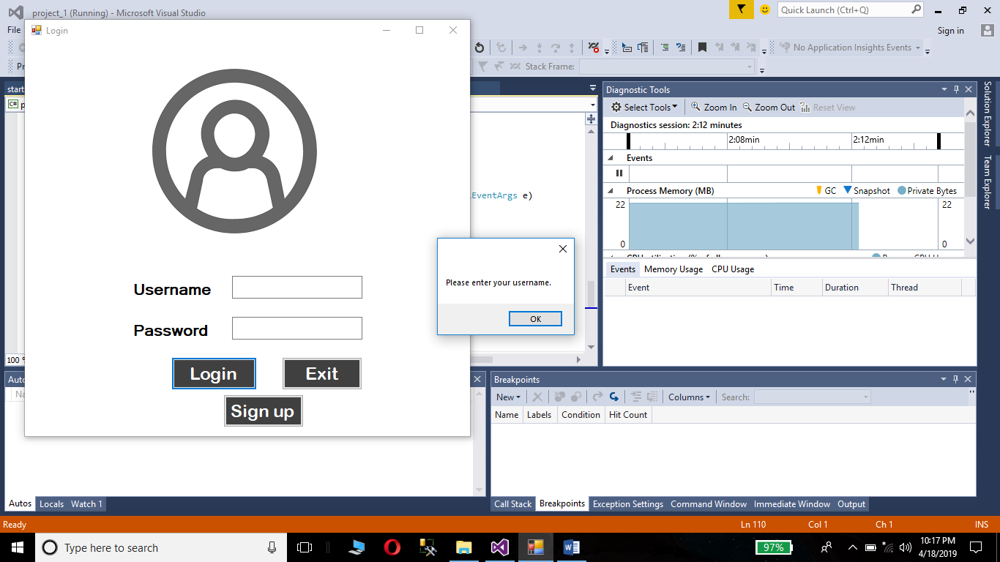 project_1 (Running) - Microsoft Visual Studio
Quick Launch (Ctrl+Q)
File
Login
Sign in
No Application Insights Events
Stack Frame:
start
C#
Diagnostic Tools
Select Tools
Zoom In
Zoom Out
Reset View
Diagnostics session: 2:12 minutes
2:08min
2:12min
Events
EventArgs e)
Process Memory (MB)
GC
Snapshot
Private Bytes
22
22
0
0
Solution Explorer
Team Explorer
Please enter your username.
OK
Events
Memory Usage
CPU Usage
Event
Time
Duration
Thread
Username
Password
Login
Exit
Sign up
100 %
Breakpoints
New
Columns
Search:
Name
Labels
Condition
Hit Count
Autos
Locals
Watch 1
Call Stack
Breakpoints
Exception Settings
Command Window
Immediate Window
Output
Ready
Ln 110
Col 1
Ch 1
INS
Type here to search
97%
10:17 PM
4/18/2019